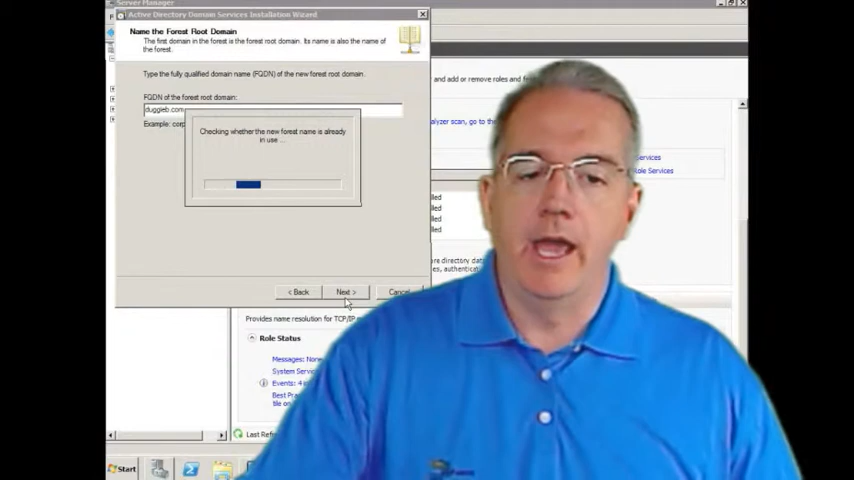 Server Manager
Active Directory Domain Services Installation Wizard
Name the Forest Root Domain
The first domain in the forest is the forest root domain. Its name is also the name of
the forest.
Type the fully qualified domain name (FQDN) of the new forest root domain.
FQDN of the forest root domain:
duggieb.com
Example: corp
Checking whether the new forest name is already
in use ...
< Back
Next >
Cancel
and add or remove roles and fe
alyzer scan, go to the
Services
Role Services
lled
lled
lled
lled
ere directory data
es, authenticat
Provides name resolution for TCP/IP
Role Status
Messages: None
System Servic
Events: 4 i
Best Pra
tile on
Last Refr
Start